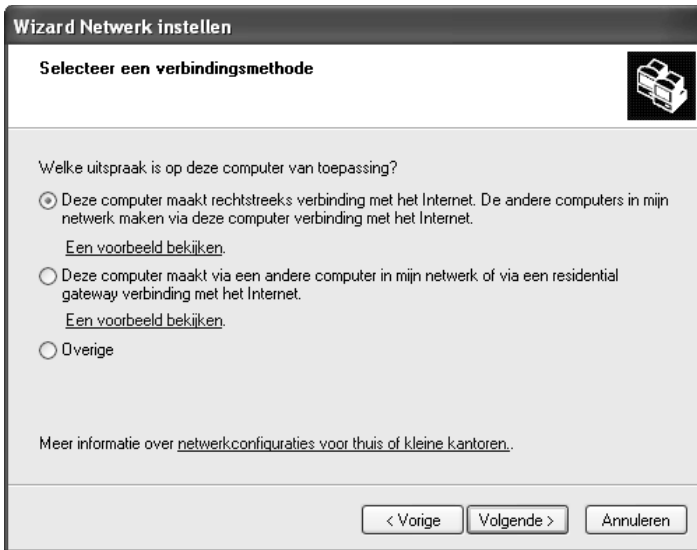 Wizard Netwerk instellen
Selecteer een verbindingsmethode
Welke uitspraak is op deze computer van toepassing?
Deze computer maakt rechtstreeks verbinding met het Internet. De andere computers in mijn
netwerk maken via deze computer verbinding met het Internet.
Een voorbeeld bekijken.
Deze computer maakt via een andere computer in mijn netwerk of via een residential
gateway verbinding met het Internet.
Een voorbeeld bekijken.
Overige
Meer informatie over netwerkconfiguraties voor thuis of kleine kantoren..
< Vorige
Volgende >
Annuleren